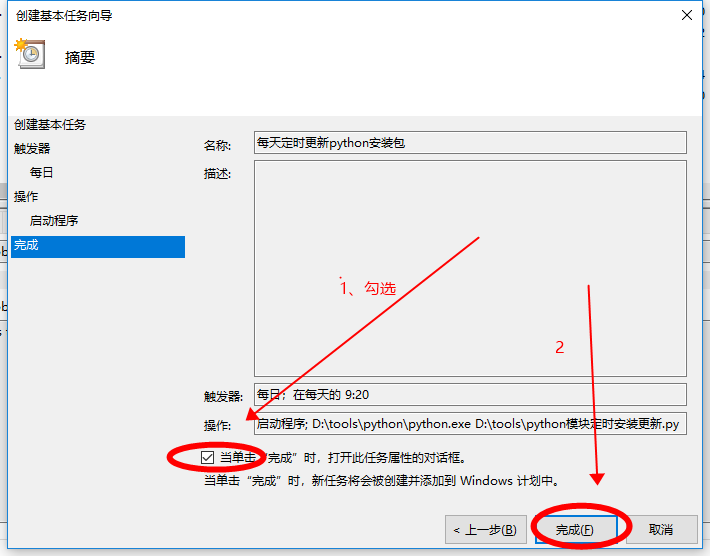 创建基本任务向导
摘要
创建基本任务
触发器
每日
操作
启动程序
完成
名称: 每天定时更新python安装包
描述:
1、勾选
2
触发器: 每日; 在每天的 9:20
操作: 启动程序; D:\tools\python\python.exe D:\tools\python模块定时安装更新.py
当单击“完成”时，打开此任务属性的对话框。
当单击“完成”时，新任务将会被创建并添加到 Windows 计划中。
< 上一步(B) 完成(F) 取消